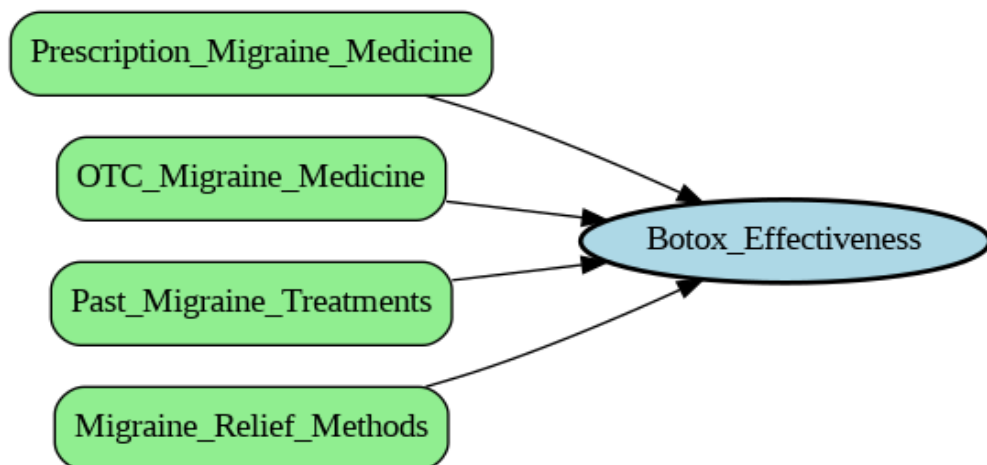 Prescription_Migraine_Medicine
OTC_Migraine_Medicine
Botox_Effectiveness
Past_Migraine_Treatments
Migraine_Relief_Methods